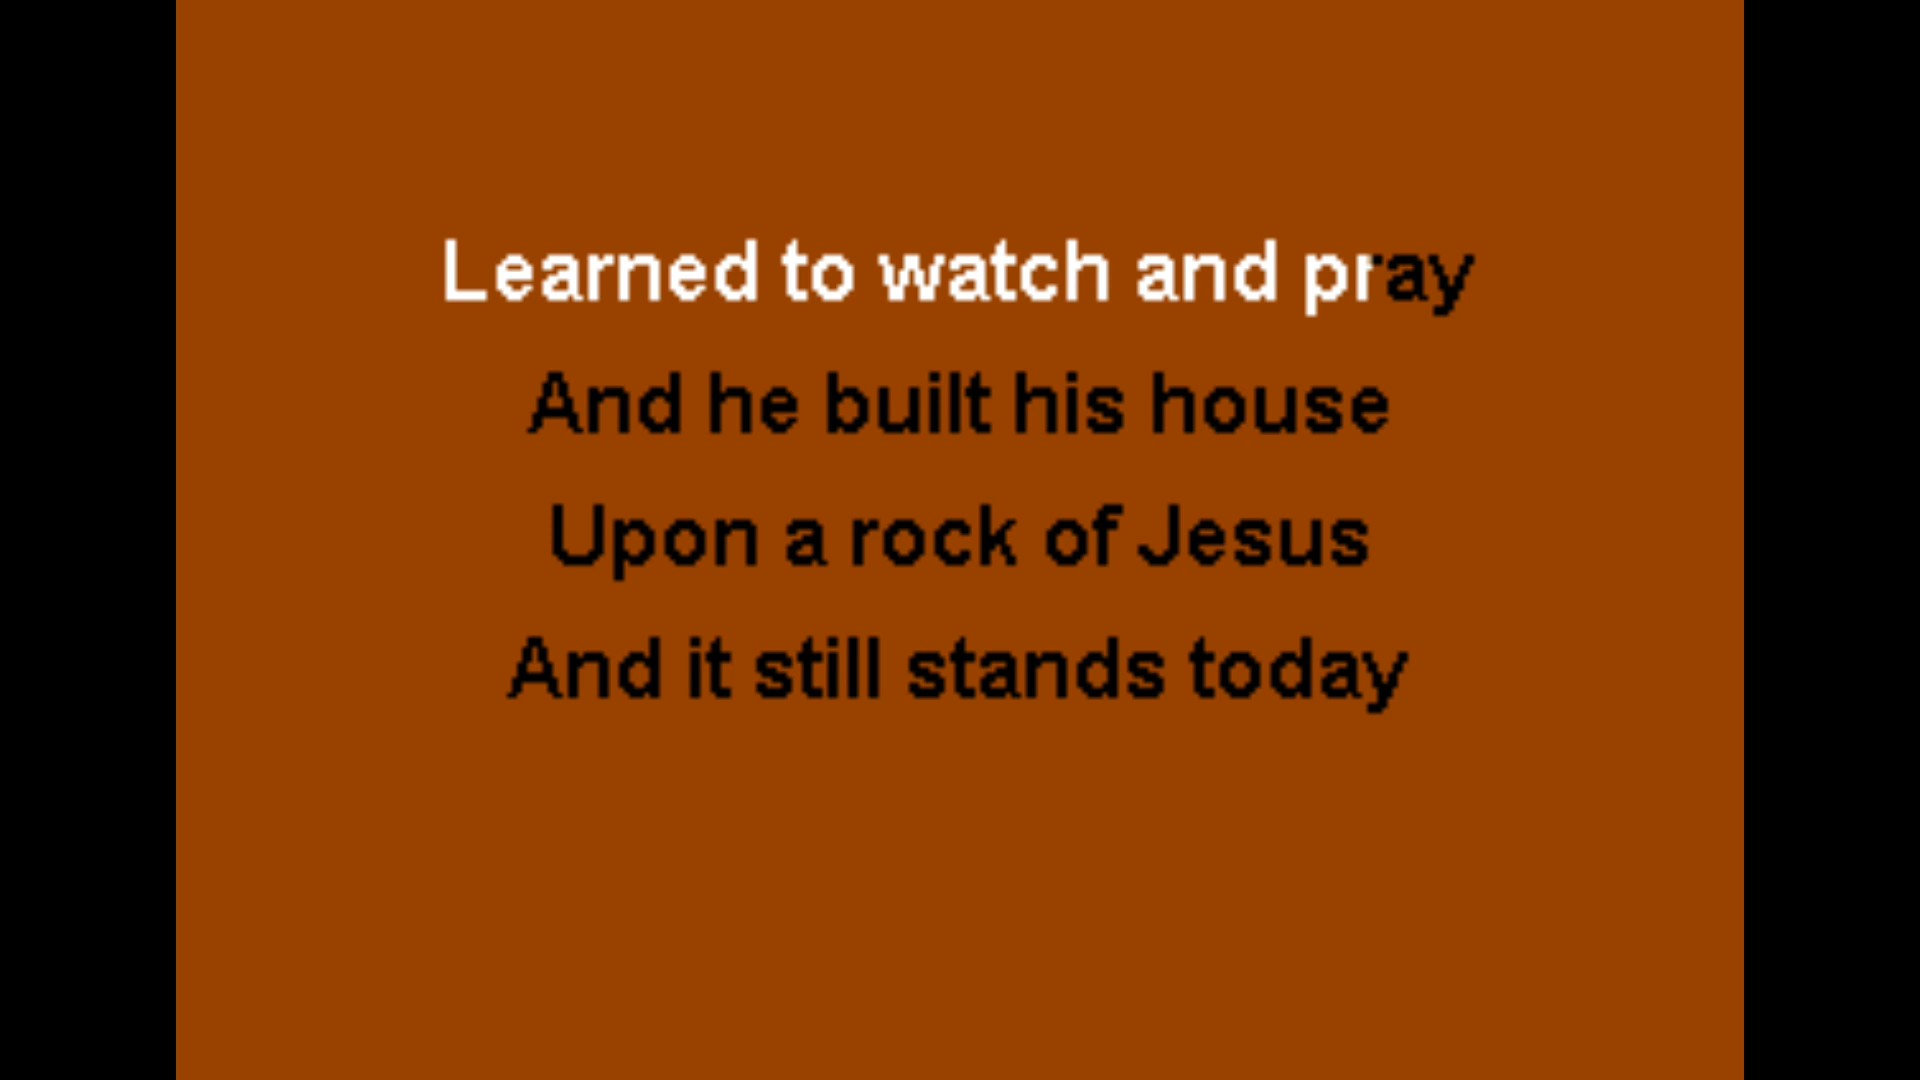 Learned to watch and pray
And he built his house
Upon a rock of Jesus
And it still stands today